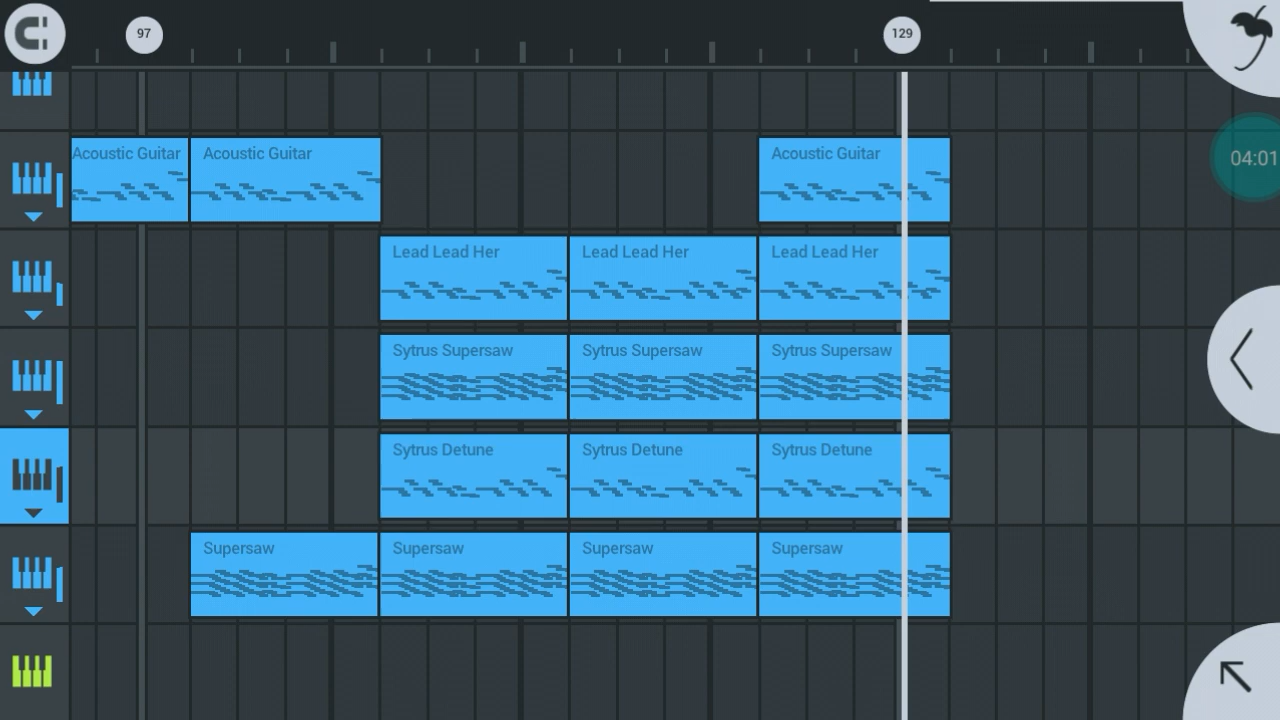 97
129
04:01
Acoustic Guitar
Acoustic Guitar
Acoustic Guitar
Lead Lead Her
Lead Lead Her
Lead Lead Her
Sytrus Supersaw
Sytrus Supersaw
Sytrus Supersaw
Sytrus Detune
Sytrus Detune
Sytrus Detune
Supersaw
Supersaw
Supersaw
Supersaw